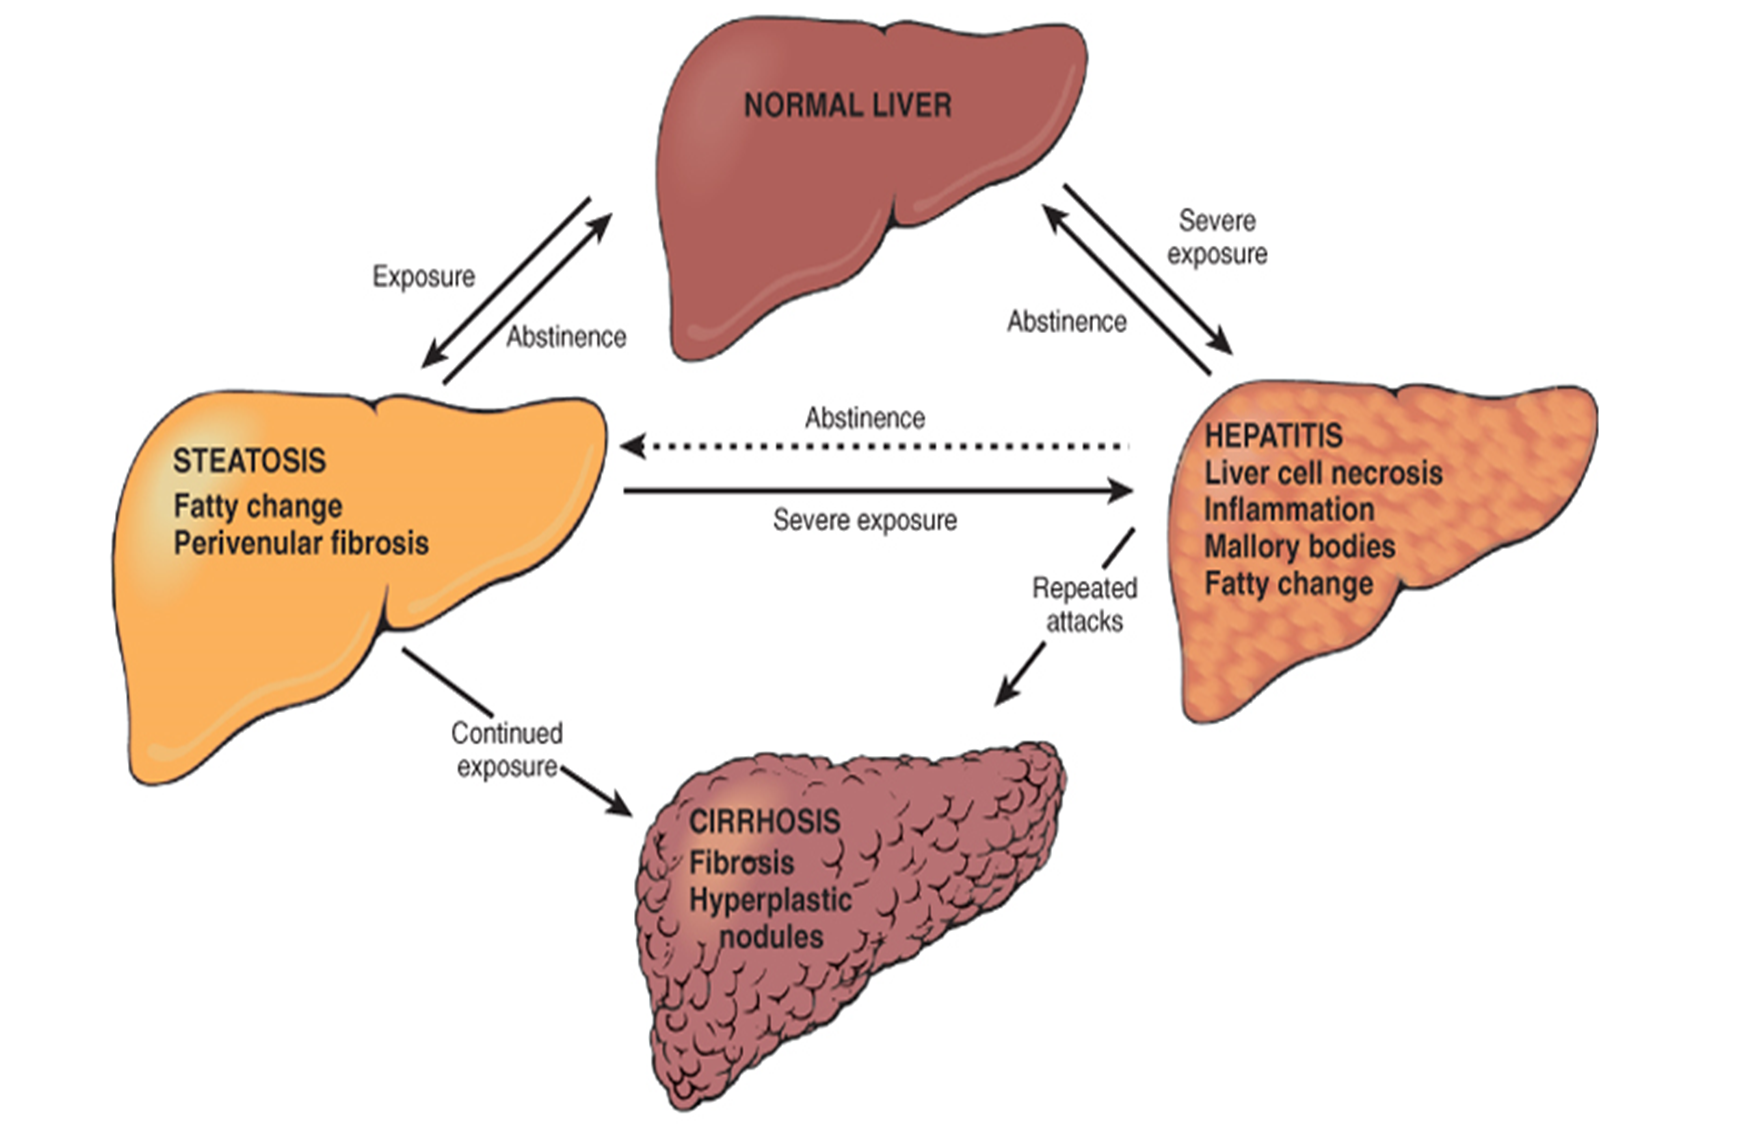 NORMAL LIVER
Exposure
Abstinence
Severe
exposure
Abstinence
Abstinence
Severe exposure
STEATOSIS
Fatty change
Perivenular fibrosis
HEPATITIS
Liver cell necrosis
Inflammation
Mallory bodies
Fatty change
Repeated
attacks
Continued
exposure
CIRRHOSIS
Fibrosis
Hyperplastic
nodules